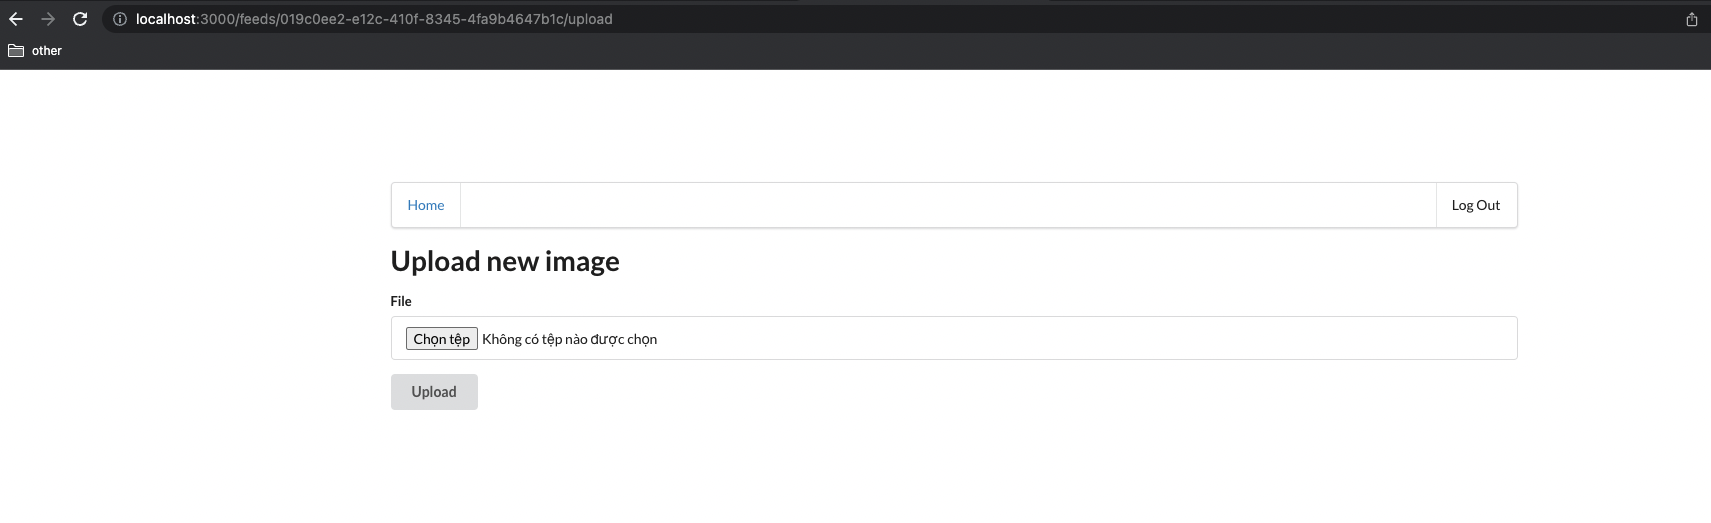 localhost:3000/feeds/019c0ee2-e12c-410f-8345-4fa9b4647b1c/upload
other
Home Log Out
Upload new image
File
Chọn tệp Không có tệp nào được chọn
Upload